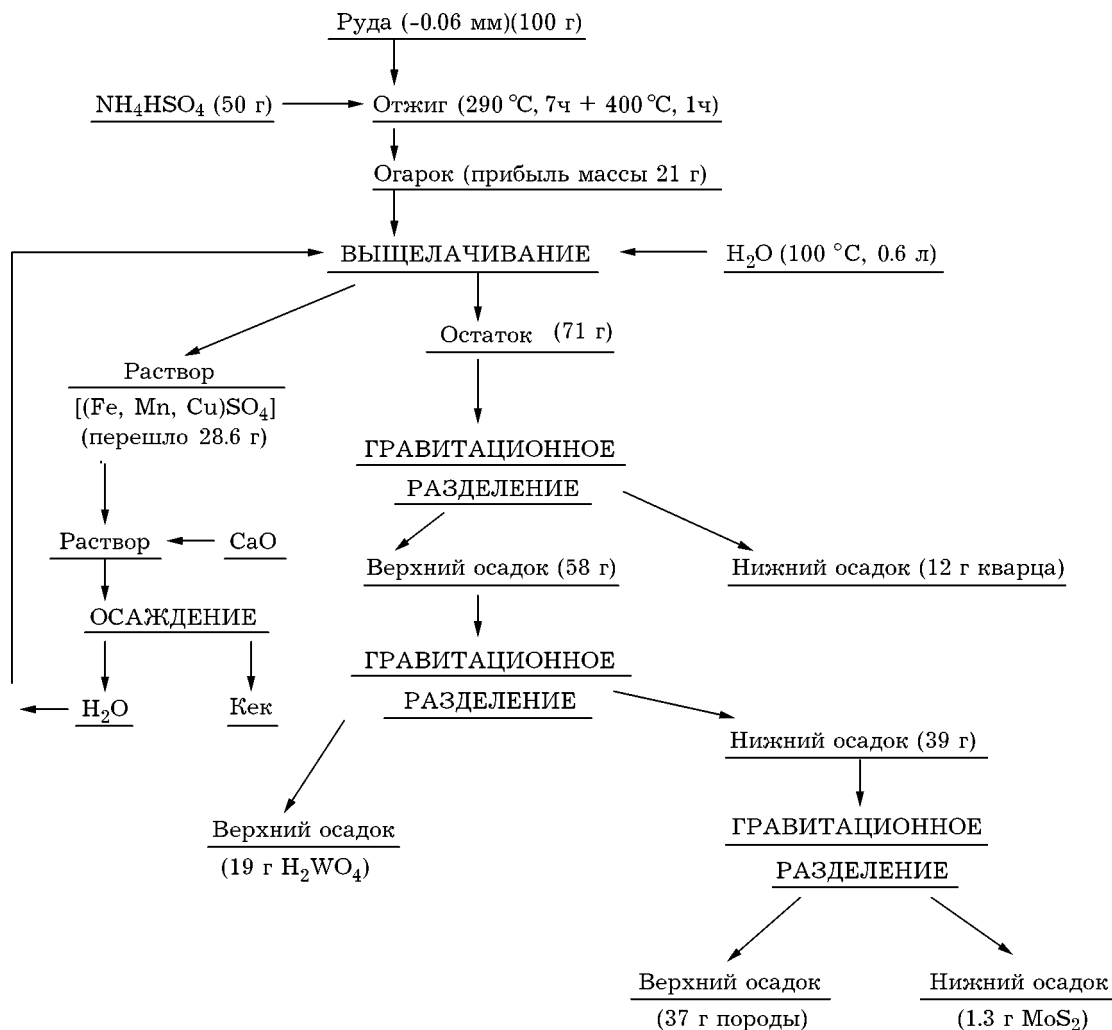 Руда (-0.06 мм)(100 г)
NH₄HSO₄ (50 г)
Отжиг (290 °C, 7ч + 400 °C, 1ч)
Огарок (прибыль массы 21 г)
ВЫЩЕЛАЧИВАНИЕ
H₂O (100 °C, 0.6 л)
Остаток (71 г)
Раствор
[(Fe, Mn, Cu)SO₄]
(перешло 28.6 г)
ГРАВИТАЦИОННОЕ
РАЗДЕЛЕНИЕ
Раствор
CaO
Верхний осадок (58 г)
Нижний осадок (12 г кварца)
ОСАЖДЕНИЕ
ГРАВИТАЦИОННОЕ
РАЗДЕЛЕНИЕ
H₂O
Кек
Нижний осадок (39 г)
Верхний осадок
(19 г H₂WO₄)
ГРАВИТАЦИОННОЕ
РАЗДЕЛЕНИЕ
Верхний осадок
(37 г породы)
Нижний осадок
(1.3 г MoS₂)